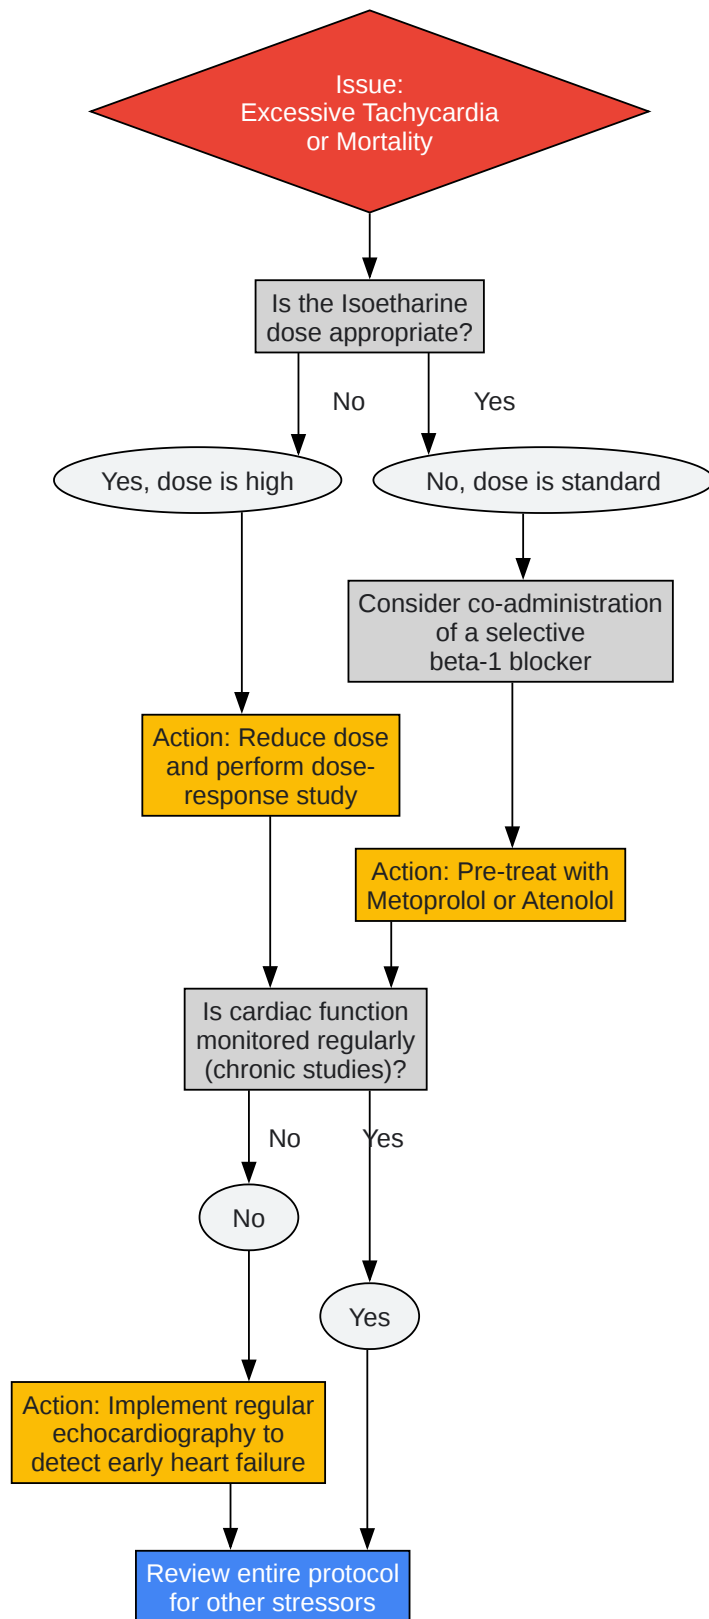 Issue:
Excessive Tachycardia
or Mortality
Is the Isoetharine
dose appropriate?
No
Yes
Yes, dose is high
No, dose is standard
Consider co-administration
of a selective
beta-1 blocker
Action: Reduce dose
and perform dose-
response study
Action: Pre-treat with
Metoprolol or Atenolol
Is cardiac function
monitored regularly
(chronic studies)?
No
Yes
No
Yes
Action: Implement regular
echocardiography to
detect early heart failure
Review entire protocol
for other stressors